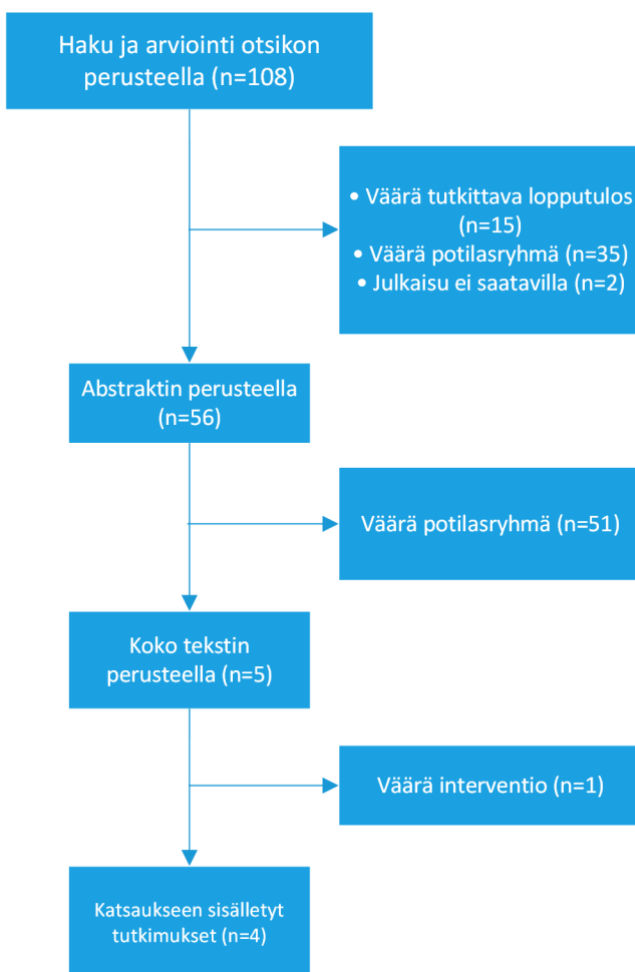 Haku ja arviointi otsikon
perusteella (n=108)
• Väärä tutkittava lopputulos
(n=15)
• Väärä potilasryhmä (n=35)
• Julkaisu ei saatavilla (n=2)
Abstraktin perusteella
(n=56)
Väärä potilasryhmä (n=51)
Koko tekstin
perusteella (n=5)
Väärä interventio (n=1)
Katsaukseen sisälletyt
tutkimukset (n=4)